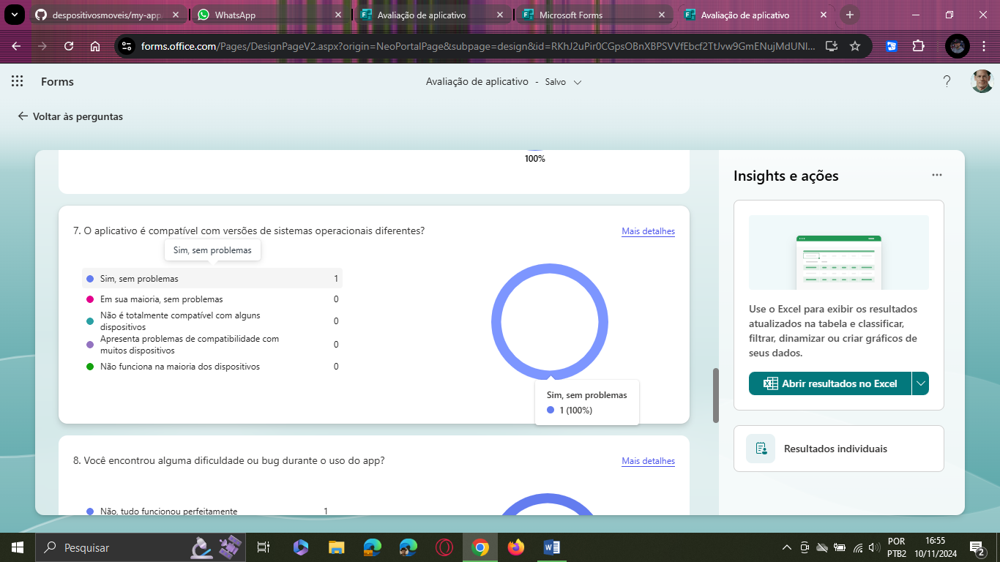 despositivosmoveis/my-app
WhatsApp
Avaliação de aplicativo
Microsoft Forms
Avaliação de aplicativo
forms.office.com/Pages/DesignPageV2.aspx?origin=NeoPortalPage&subpage=design&id=RKhJ2uPir0CGpsOBnXBPSVVfEbcf2TtJvw9GmENujMdUNl...
Forms
Avaliação de aplicativo - Salvo
?
Voltar às perguntas
100%
7. O aplicativo é compatível com versões de sistemas operacionais diferentes?
Mais detalhes
Sim, sem problemas
Sim, sem problemas 1
Em sua maioria, sem problemas 0
Não é totalmente compatível com alguns
dispositivos 0
Apresenta problemas de compatibilidade com
muitos dispositivos 0
Não funciona na maioria dos dispositivos 0
Sim, sem problemas
1 (100%)
8. Você encontrou alguma dificuldade ou bug durante o uso do app?
Mais detalhes
Não, tudo funcionou perfeitamente 1
Insights e ações
Use o Excel para exibir os resultados
atualizados na tabela e classificar,
filtrar, dinamizar ou criar gráficos de
seus dados.
Abrir resultados no Excel
Resultados individuais
Pesquisar
POR
PTB2
16:55
10/11/2024
2